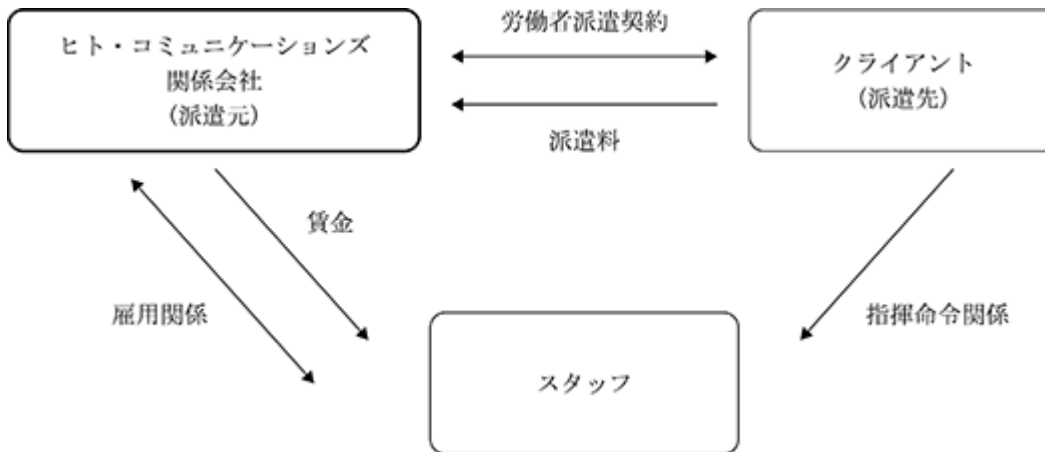 労働者派遣契約
ヒト・コミュニケーションズ
関係会社
(派遣元)
クライアント
(派遣先)
派遣料
賃金
雇用関係
指揮命令関係
スタッフ